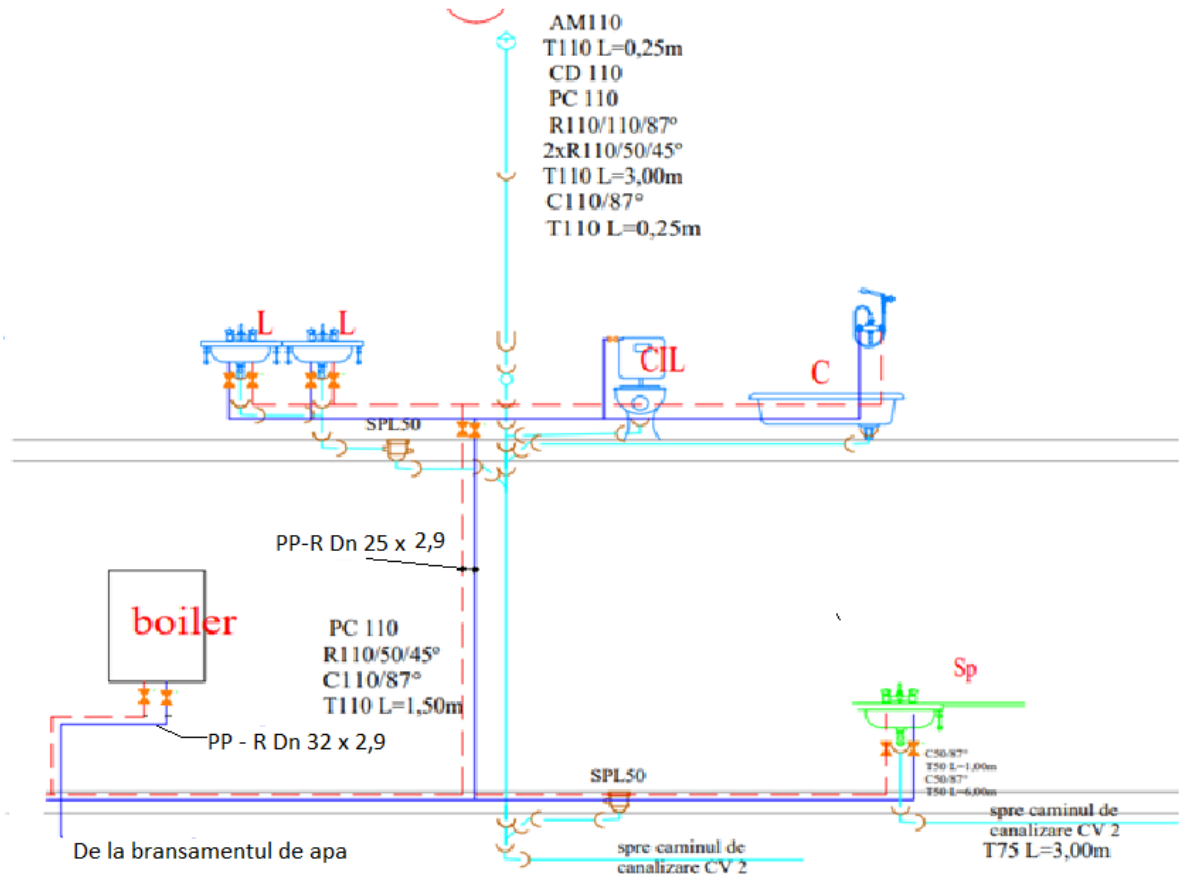 AM110
T110 L=0,25m
CD 110
PC 110
R110/110/87°
2xR110/50/45°
T110 L=3,00m
C110/87°
T110 L=0,25m
L
L
CIL
C
SPL50
PP-R Dn 25 x 2,9
boiler
PC 110
R110/50/45°
C110/87°
T110 L=1,50m
Sp
PP - R Dn 32 x 2,9
C50/87°
T50 L=1,00m
C50/87°
T50 L=6,00m
SPL50
spre caminul de
canalizare CV 2
T75 L=3,00m
De la bransamentul de apa
spre caminul de
canalizare CV 2